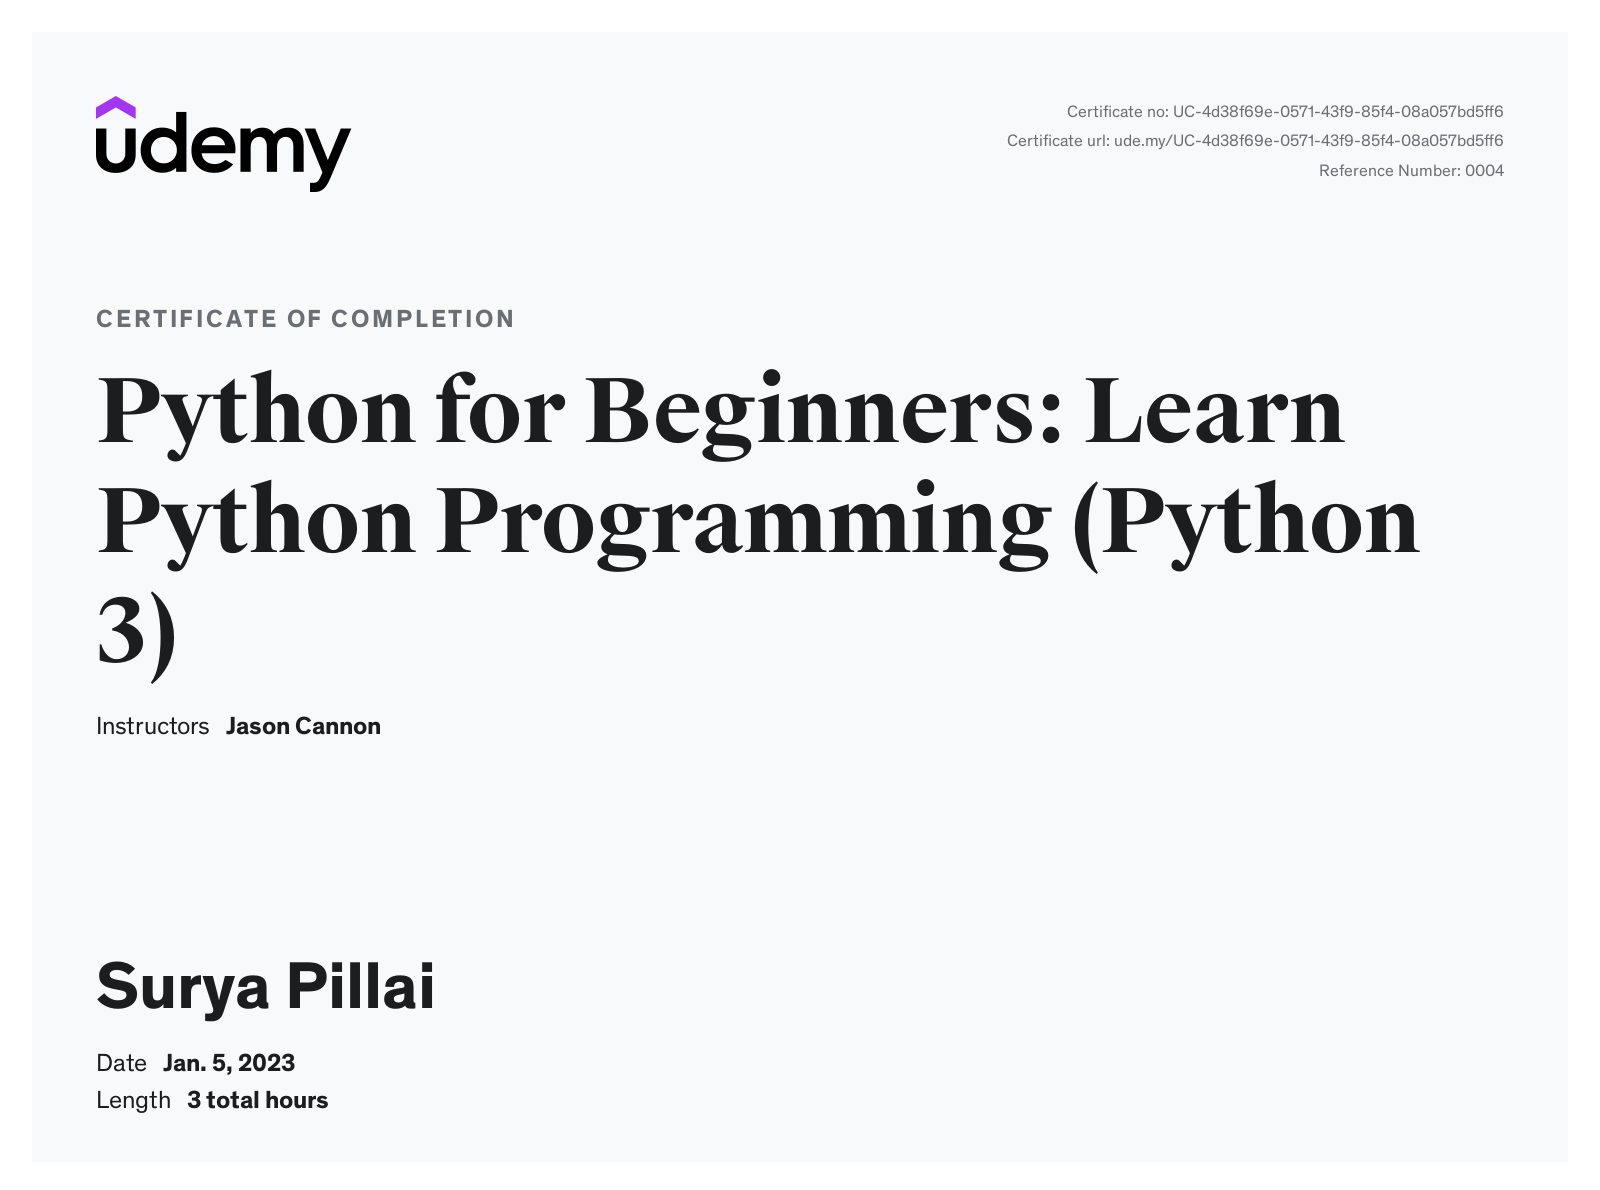 udemy
Certificate no: UC-4d38f69e-0571-43f9-85f4-08a057bd5ff6
Certificate url: ude.my/UC-4d38f69e-0571-43f9-85f4-08a057bd5ff6
Reference Number: 0004
CERTIFICATE OF COMPLETION
Python for Beginners: Learn
Python Programming (Python
3)
Instructors Jason Cannon
Surya Pillai
Date Jan. 5, 2023
Length 3 total hours